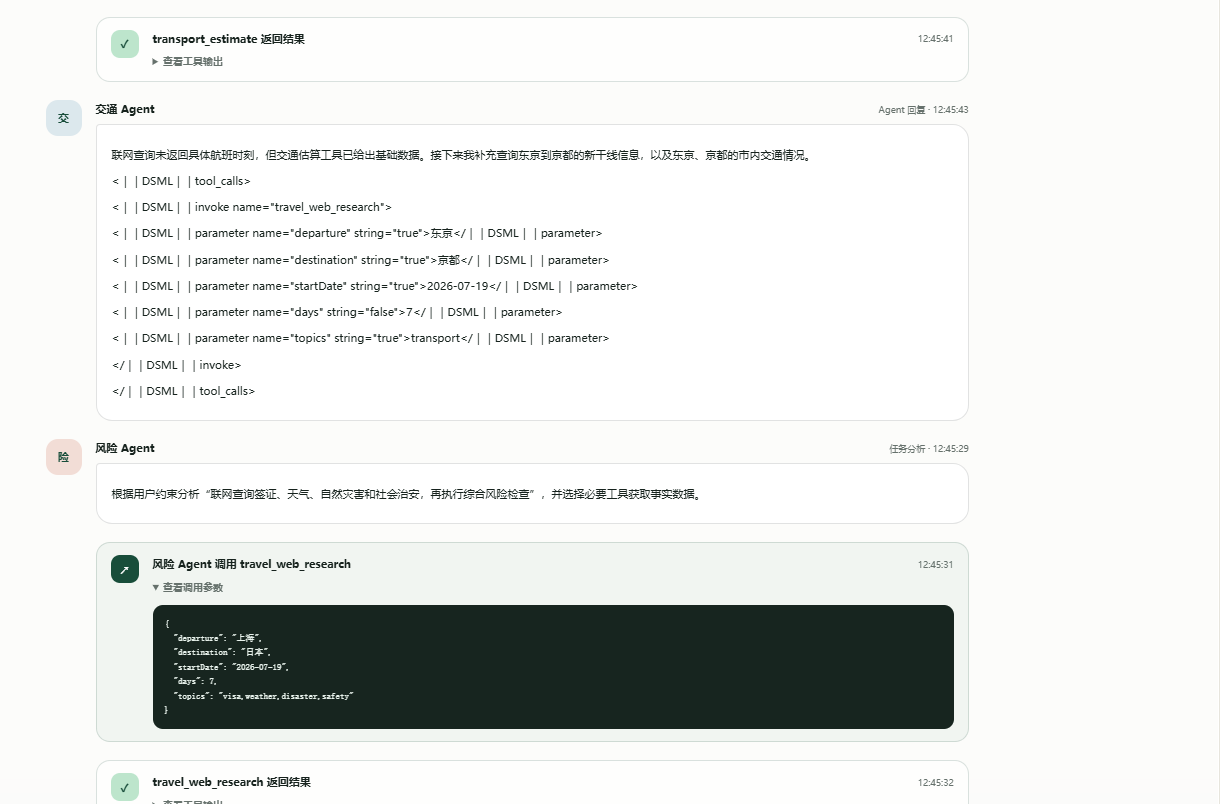 ✓ transport_estimate 返回结果 12:45:41
▶ 查看工具输出
交 交通 Agent Agent 回复 · 12:45:43
联网查询未返回具体航班时刻，但交通估算工具已给出基础数据。接下来我补充查询东京到京都的新干线信息，以及东京、京都的市内交通情况。
<｜｜DSML｜｜tool_calls>
<｜｜DSML｜｜invoke name="travel_web_research">
<｜｜DSML｜｜parameter name="departure" string="true">东京</｜｜DSML｜｜parameter>
<｜｜DSML｜｜parameter name="destination" string="true">京都</｜｜DSML｜｜parameter>
<｜｜DSML｜｜parameter name="startDate" string="true">2026-07-19</｜｜DSML｜｜parameter>
<｜｜DSML｜｜parameter name="days" string="false">7</｜｜DSML｜｜parameter>
<｜｜DSML｜｜parameter name="topics" string="true">transport</｜｜DSML｜｜parameter>
</｜｜DSML｜｜invoke>
</｜｜DSML｜｜tool_calls>
险 风险 Agent 任务分析 · 12:45:29
根据用户约束分析“联网查询签证、天气、自然灾害和社会治安，再执行综合风险检查”，并选择必要工具获取事实数据。
↗ 风险 Agent 调用 travel_web_research 12:45:31
▼ 查看调用参数
{
"departure": "上海",
"destination": "日本",
"startDate": "2026-07-19",
"days": 7,
"topics": "visa,weather,disaster,safety"
}
✓ travel_web_research 返回结果 12:45:32
▶ 查看工具输出